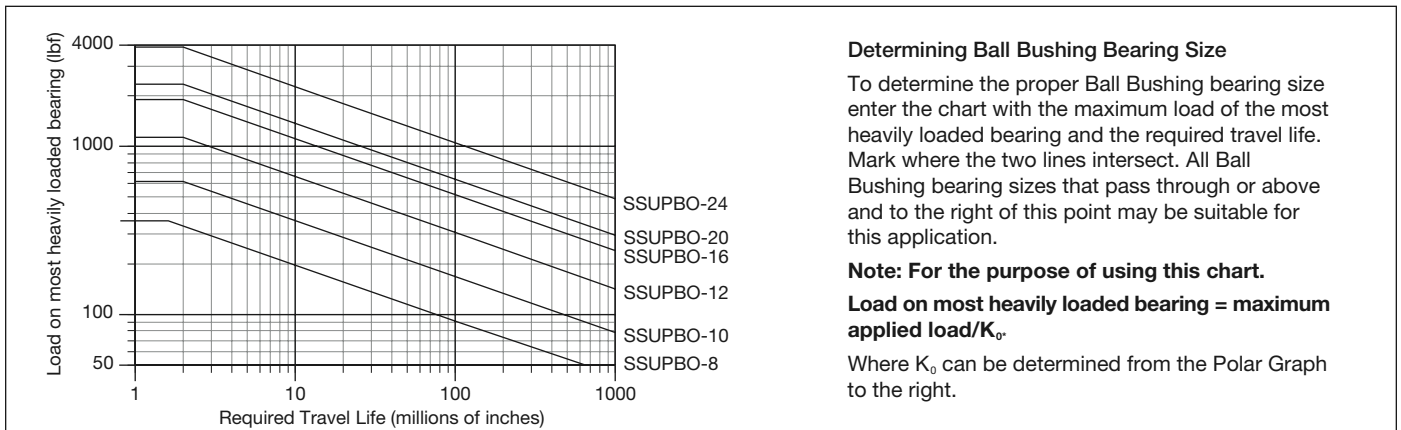 Load on most heavily loaded bearing (lbf)
4000
1000
100
50
1
10
100
1000
Required Travel Life (millions of inches)
SSUPBO-24
SSUPBO-20
SSUPBO-16
SSUPBO-12
SSUPBO-10
SSUPBO-8
Determining Ball Bushing Bearing Size
To determine the proper Ball Bushing bearing size
enter the chart with the maximum load of the most
heavily loaded bearing and the required travel life.
Mark where the two lines intersect. All Ball
Bushing bearing sizes that pass through or above
and to the right of this point may be suitable for
this application.
Note: For the purpose of using this chart.
Load on most heavily loaded bearing = maximum
applied load/K₀.
Where K₀ can be determined from the Polar Graph
to the right.